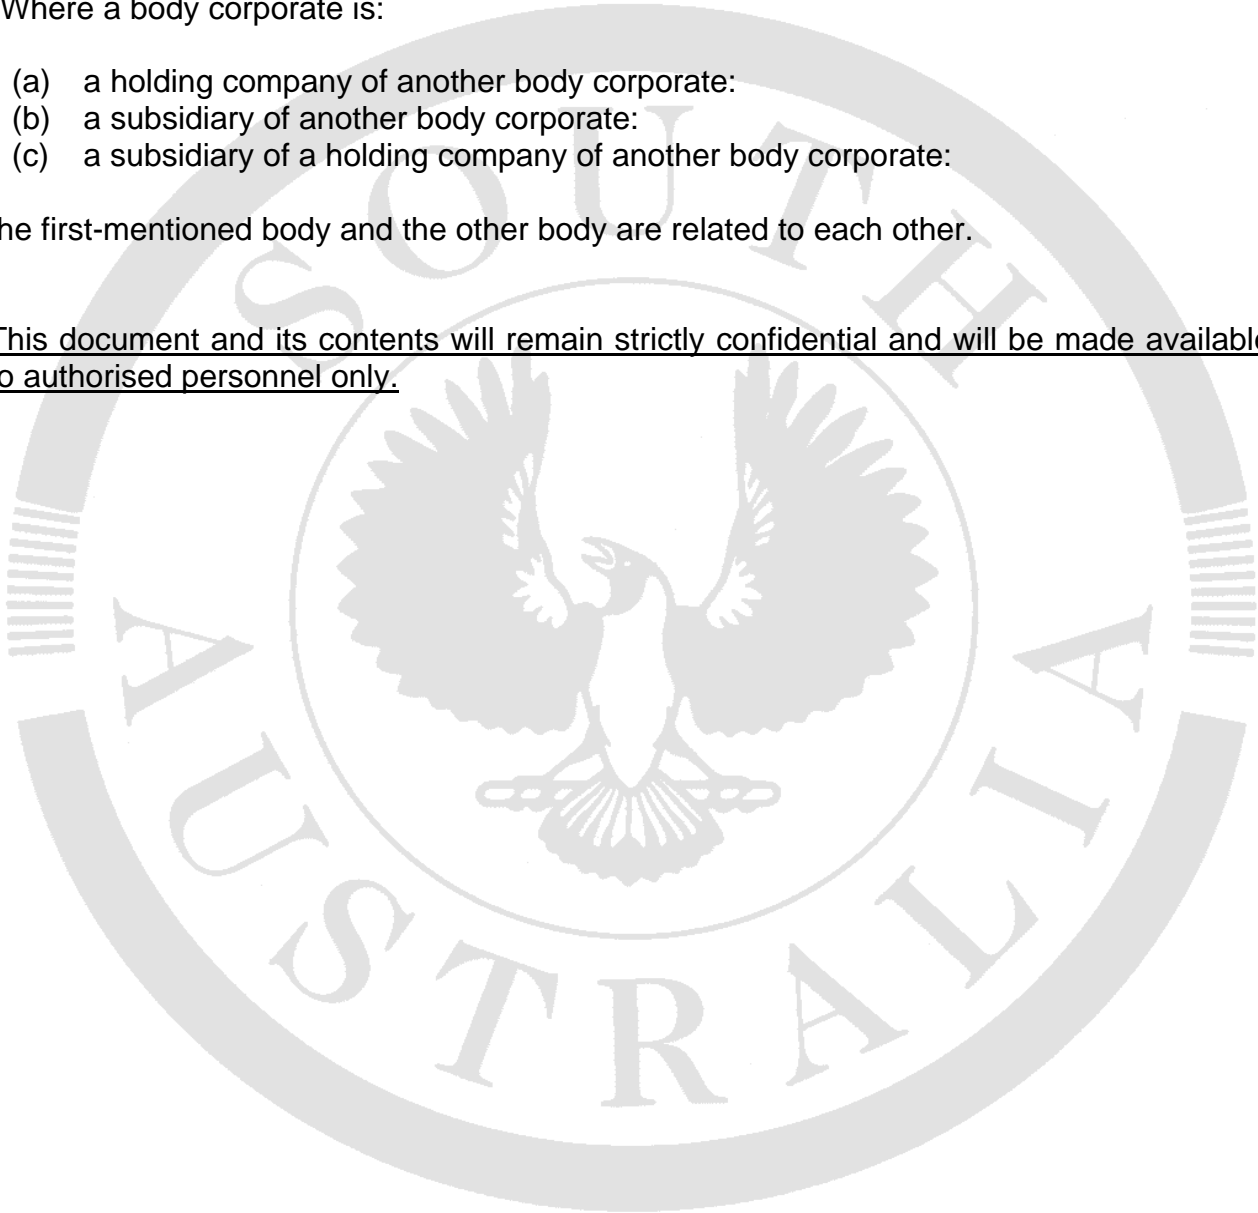 Where a body corporate is:
(a) a holding company of another body corporate:
(b) a subsidiary of another body corporate:
(c) a subsidiary of a holding company of another body corporate:
he first-mentioned body and the other body are related to each other.
This document and its contents will remain strictly confidential and will be made available
o authorised personnel only.
SOUTH
AUSTRALIA